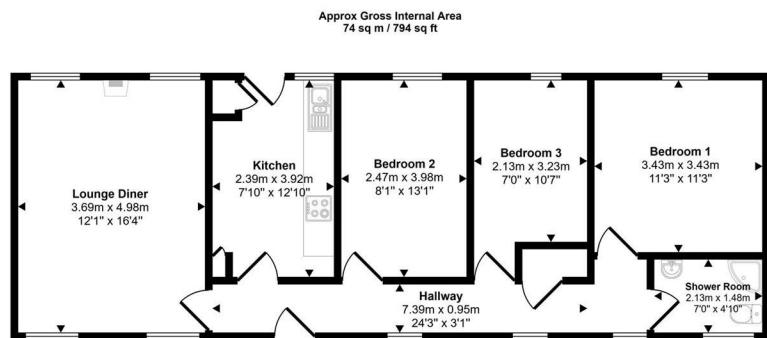 Approx Gross Internal Area
74 sq m / 794 sq ft
Lounge Diner
3.69m x 4.98m
12'1" x 16'4"
Kitchen
2.39m x 3.92m
7'10" x 12'10"
Bedroom 2
2.47m x 3.98m
8'1" x 13'1"
Bedroom 3
2.13m x 3.23m
7'0" x 10'7"
Bedroom 1
3.43m x 3.43m
11'3" x 11'3"
Hallway
7.39m x 0.95m
24'3" x 3'1"
Shower Room
2.13m x 1.48m
7'0" x 4'10"